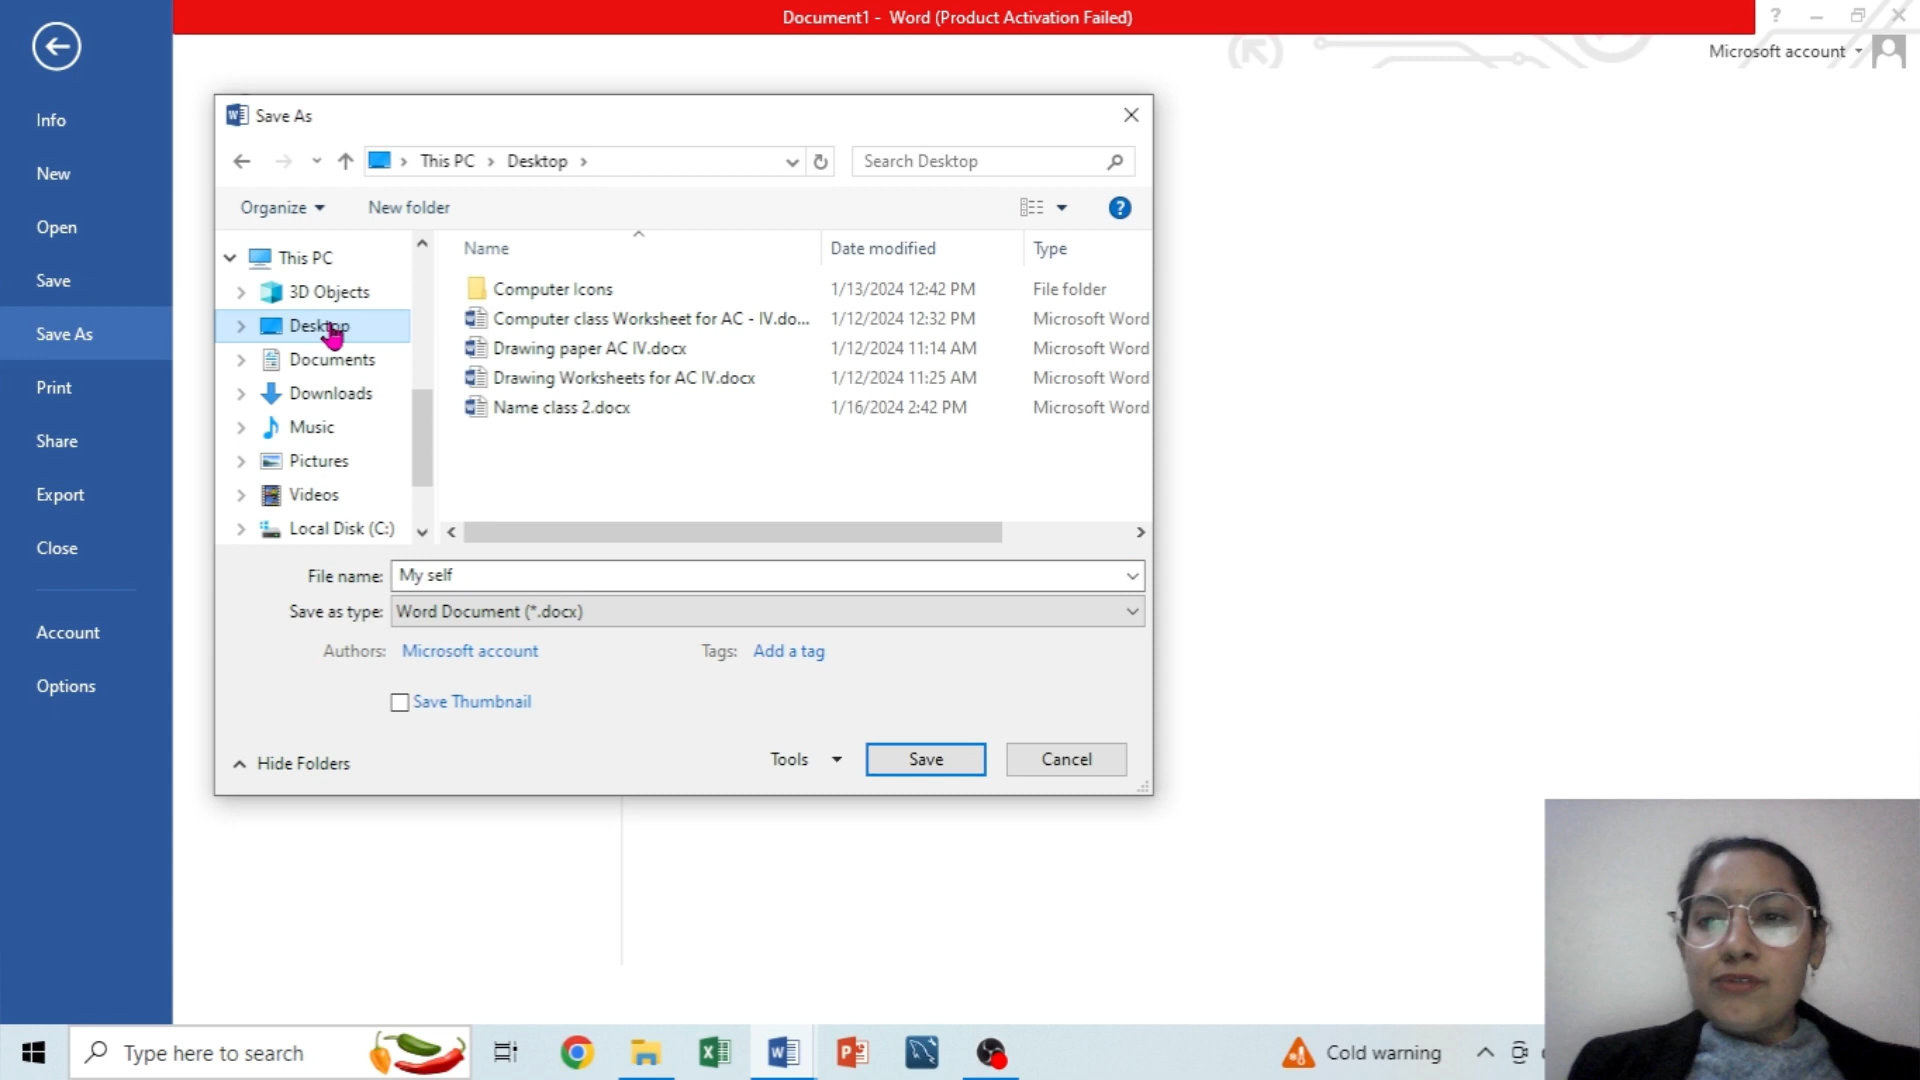 Document1 - Word (Product Activation Failed)
?
Microsoft account
Info
New
Open
Save
Save As
Print
Share
Export
Close
Account
Options
Save As
This PC > Desktop >
Search Desktop
Organize
New folder
?
This PC
3D Objects
Desktop
Documents
Downloads
Music
Pictures
Videos
Local Disk (C:)
Name Date modified Type
Computer Icons 1/13/2024 12:42 PM File folder
Computer class Worksheet for AC - IV.do... 1/12/2024 12:32 PM Microsoft Word
Drawing paper AC IV.docx 1/12/2024 11:14 AM Microsoft Word
Drawing Worksheets for AC IV.docx 1/12/2024 11:25 AM Microsoft Word
Name class 2.docx 1/16/2024 2:42 PM Microsoft Word
File name: My self
Save as type: Word Document (*.docx)
Authors: Microsoft account Tags: Add a tag
Save Thumbnail
Hide Folders
Tools
Save
Cancel
Type here to search
Cold warning